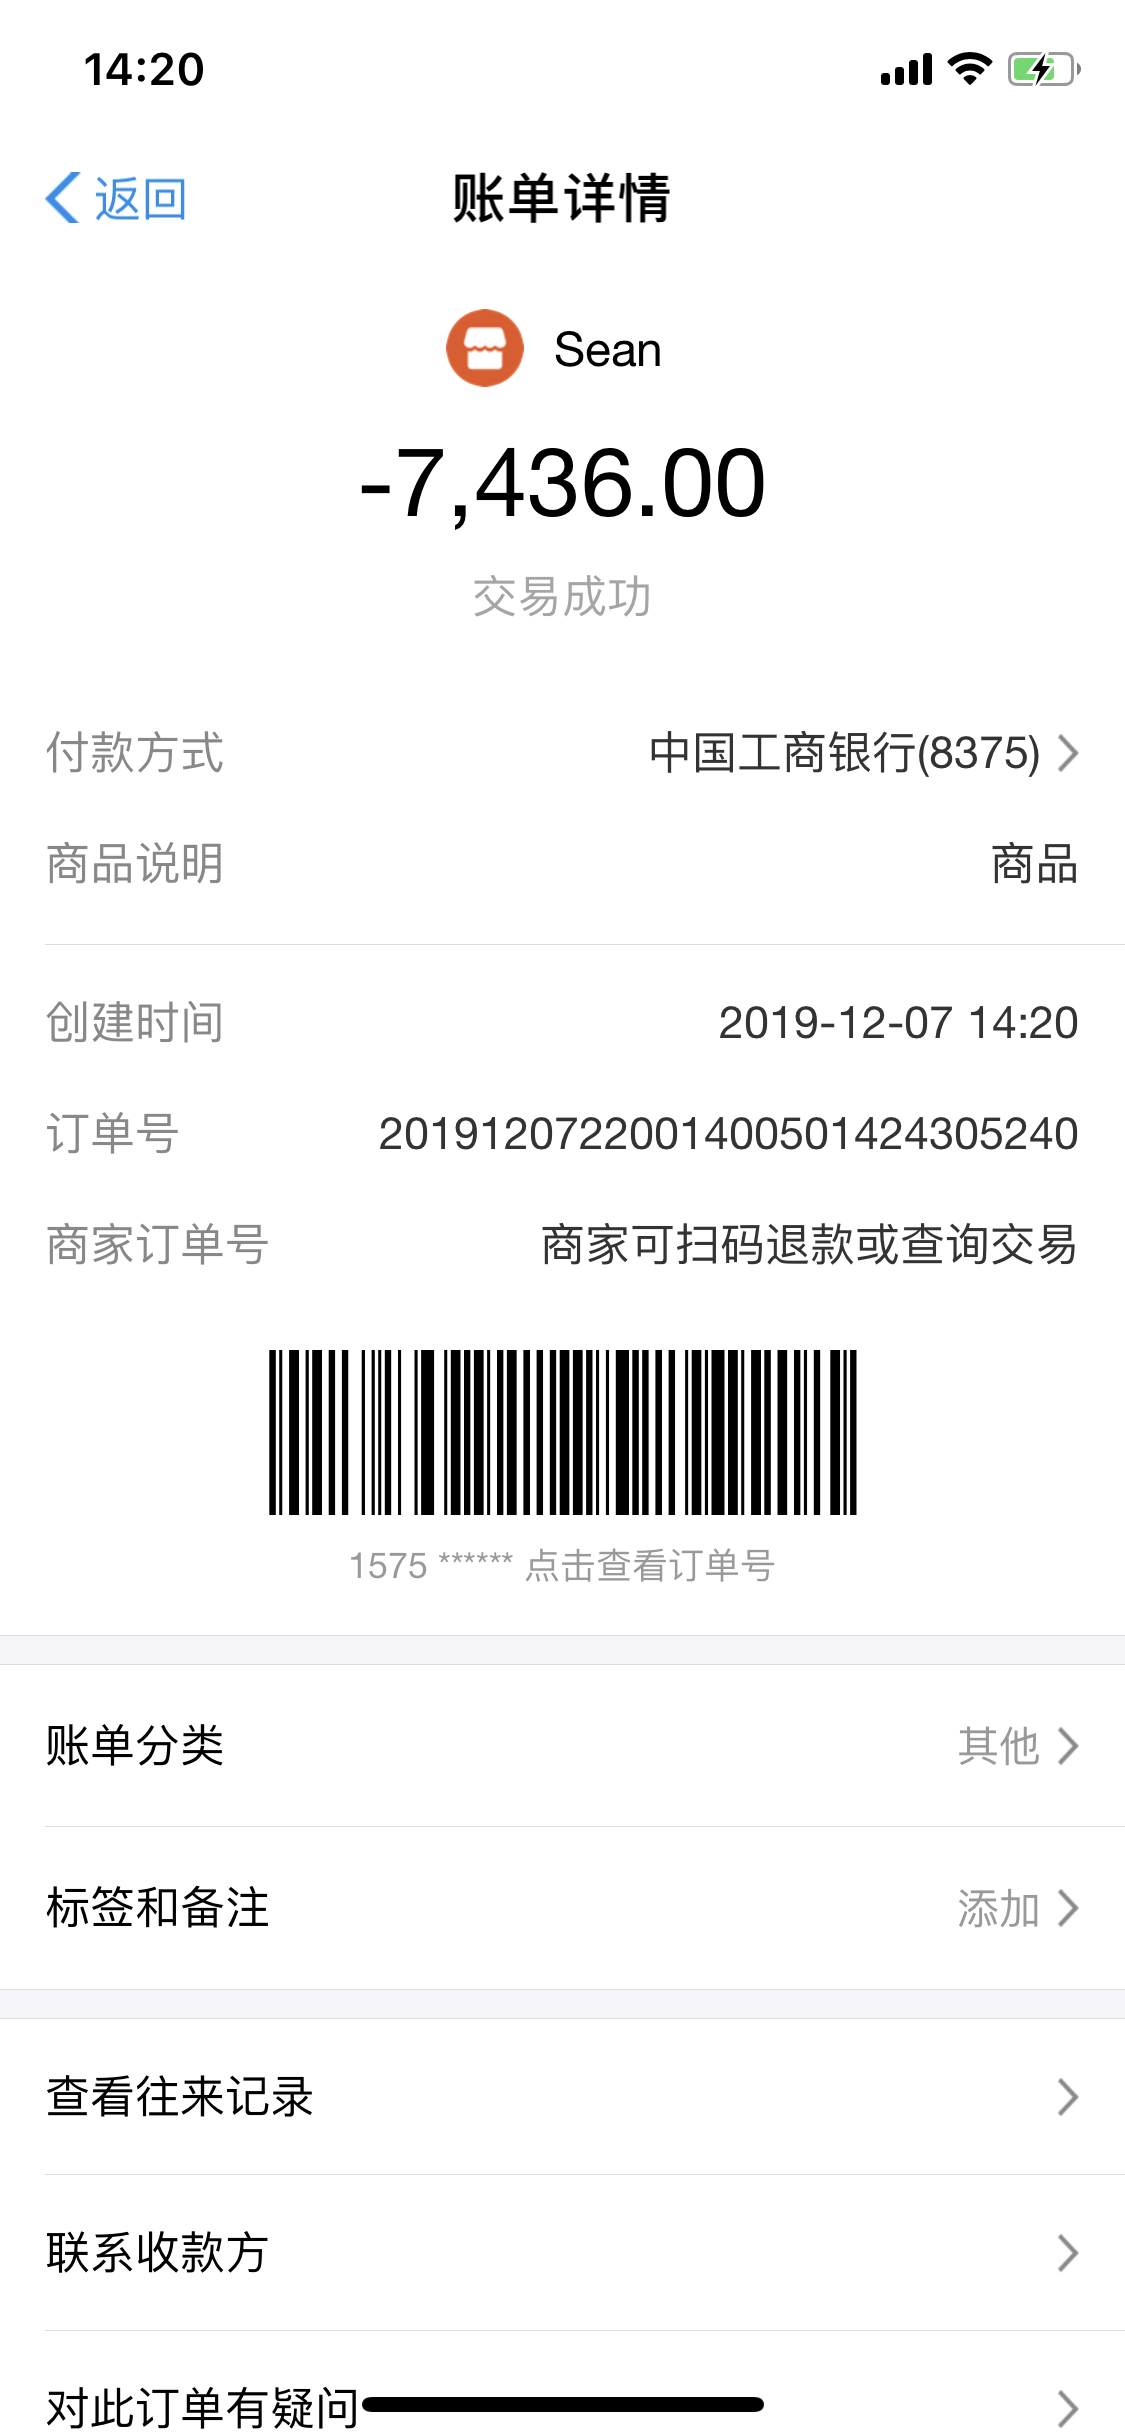 14:20
返回
账单详情
Sean
-7,436.00
交易成功
付款方式 中国工商银行(8375)
商品说明 商品
创建时间 2019-12-07 14:20
订单号 2019120722001400501424305240
商家订单号 商家可扫码退款或查询交易
1575 ****** 点击查看订单号
账单分类 其他
标签和备注 添加
查看往来记录
联系收款方
对此订单有疑问